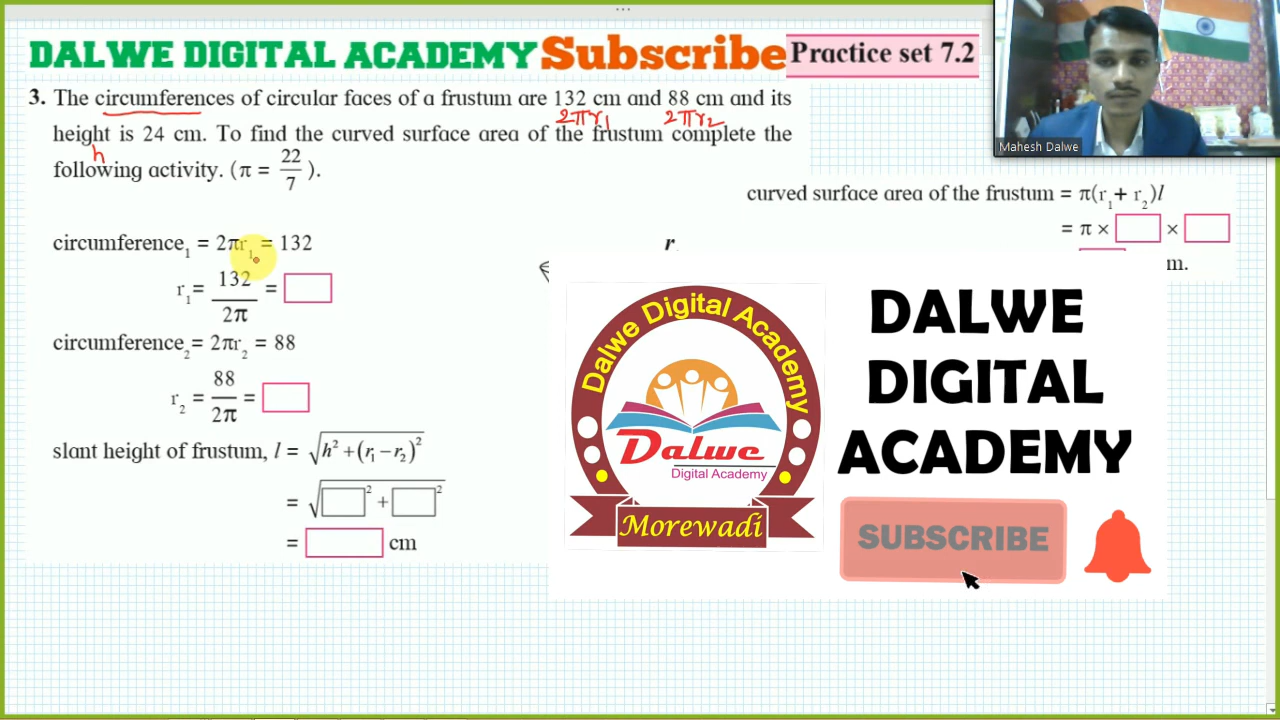 DALWE DIGITAL ACADEMY Subscribe Practice set 7.2
3. The circumferences of circular faces of a frustum are 132 cm and 88 cm and its
2πr₁ 2πr₂
height is 24 cm. To find the curved surface area of the frustum complete the
h
following activity. (π = 22/7 ).
circumference₁ = 2πr₁ = 132
r₁ = 132/2π =
circumference₂ = 2πr₂ = 88
r₂ = 88/2π =
slant height of frustum, l = √h² + (r₁ − r₂)²
= √ ² + ²
= cm
curved surface area of the frustum = π(r₁ + r₂)l
= π × ×
m.
r
Dalwe Digital Academy
Dalwe
Digital Academy
Morewadi
DALWE
DIGITAL
ACADEMY
SUBSCRIBE
Mahesh Dalwe